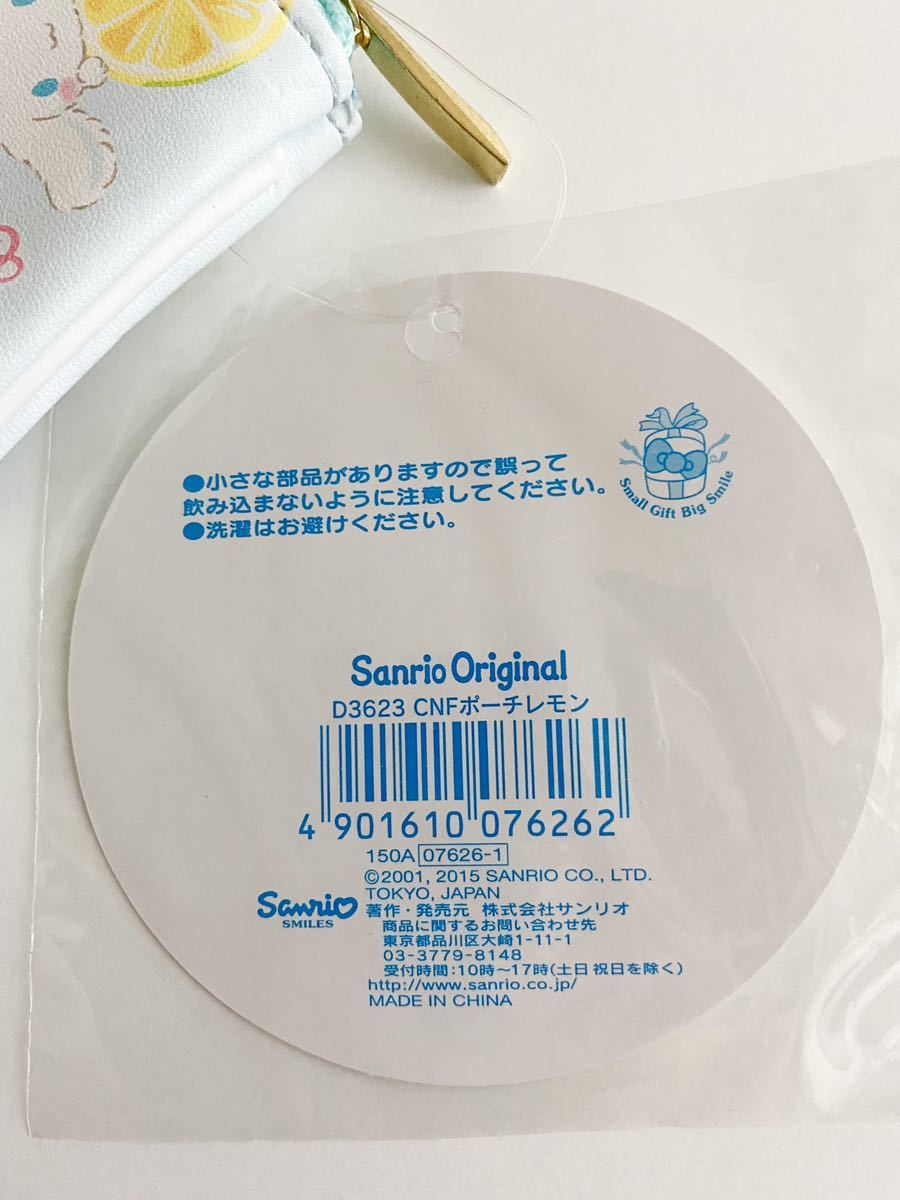 ●小さな部品がありますので誤って
飲み込まないように注意してください。
●洗濯はお避けください。
Small Gift Big Smile
Sanrio Original
D3623 CNFポーチレモン
4 901610 076262
150A 07626-1
©2001, 2015 SANRIO CO., LTD.
TOKYO, JAPAN
Sanrio
SMILES
著作・発売元 株式会社サンリオ
商品に関するお問い合わせ先
東京都品川区大崎1-11-1
03-3779-8148
受付時間:10時〜17時(土日 祝日を除く)
http://www.sanrio.co.jp/
MADE IN CHINA